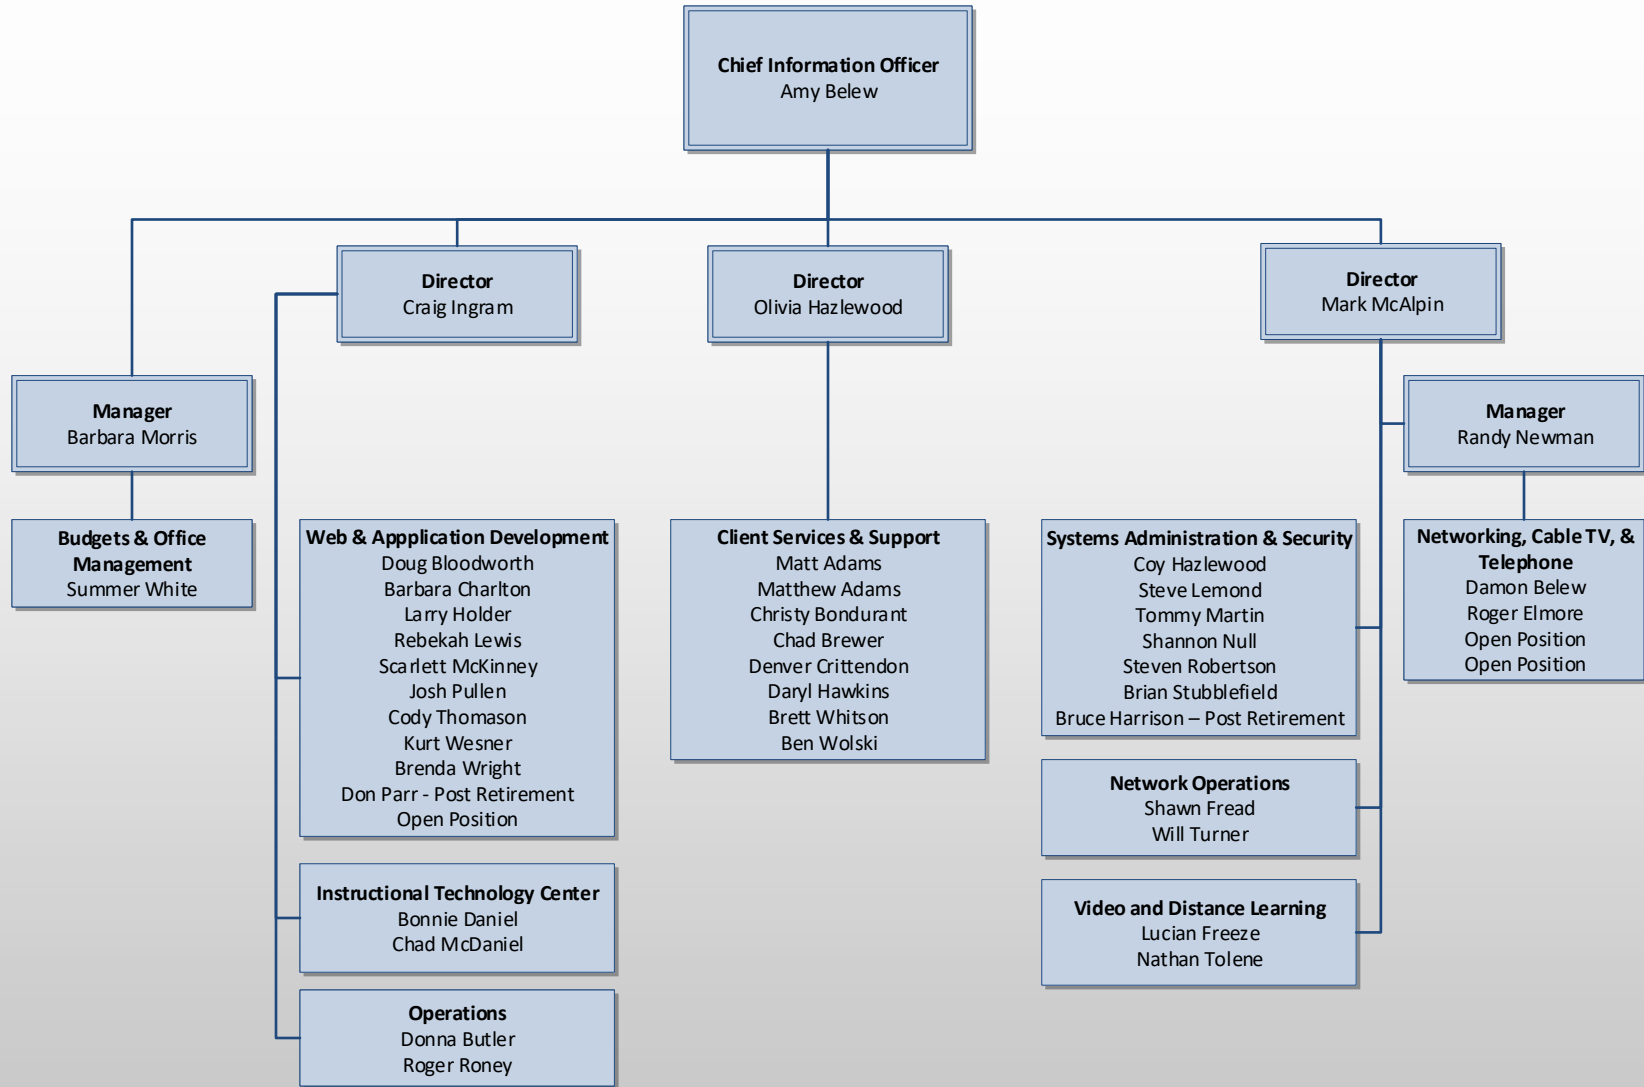 Chief Information Officer
Amy Belew
Director
Craig Ingram
Director
Olivia Hazlewood
Director
Mark McAlpin
Manager
Barbara Morris
Manager
Randy Newman
Budgets & Office
Management
Summer White
Web & Appplication Development
Doug Bloodworth
Barbara Charlton
Larry Holder
Rebekah Lewis
Scarlett McKinney
Josh Pullen
Cody Thomason
Kurt Wesner
Brenda Wright
Don Parr - Post Retirement
Open Position
Instructional Technology Center
Bonnie Daniel
Chad McDaniel
Operations
Donna Butler
Roger Roney
Client Services & Support
Matt Adams
Matthew Adams
Christy Bondurant
Chad Brewer
Denver Crittendon
Daryl Hawkins
Brett Whitson
Ben Wolski
Systems Administration & Security
Coy Hazlewood
Steve Lemond
Tommy Martin
Shannon Null
Steven Robertson
Brian Stubblefield
Bruce Harrison – Post Retirement
Network Operations
Shawn Fread
Will Turner
Video and Distance Learning
Lucian Freeze
Nathan Tolene
Networking, Cable TV, &
Telephone
Damon Belew
Roger Elmore
Open Position
Open Position